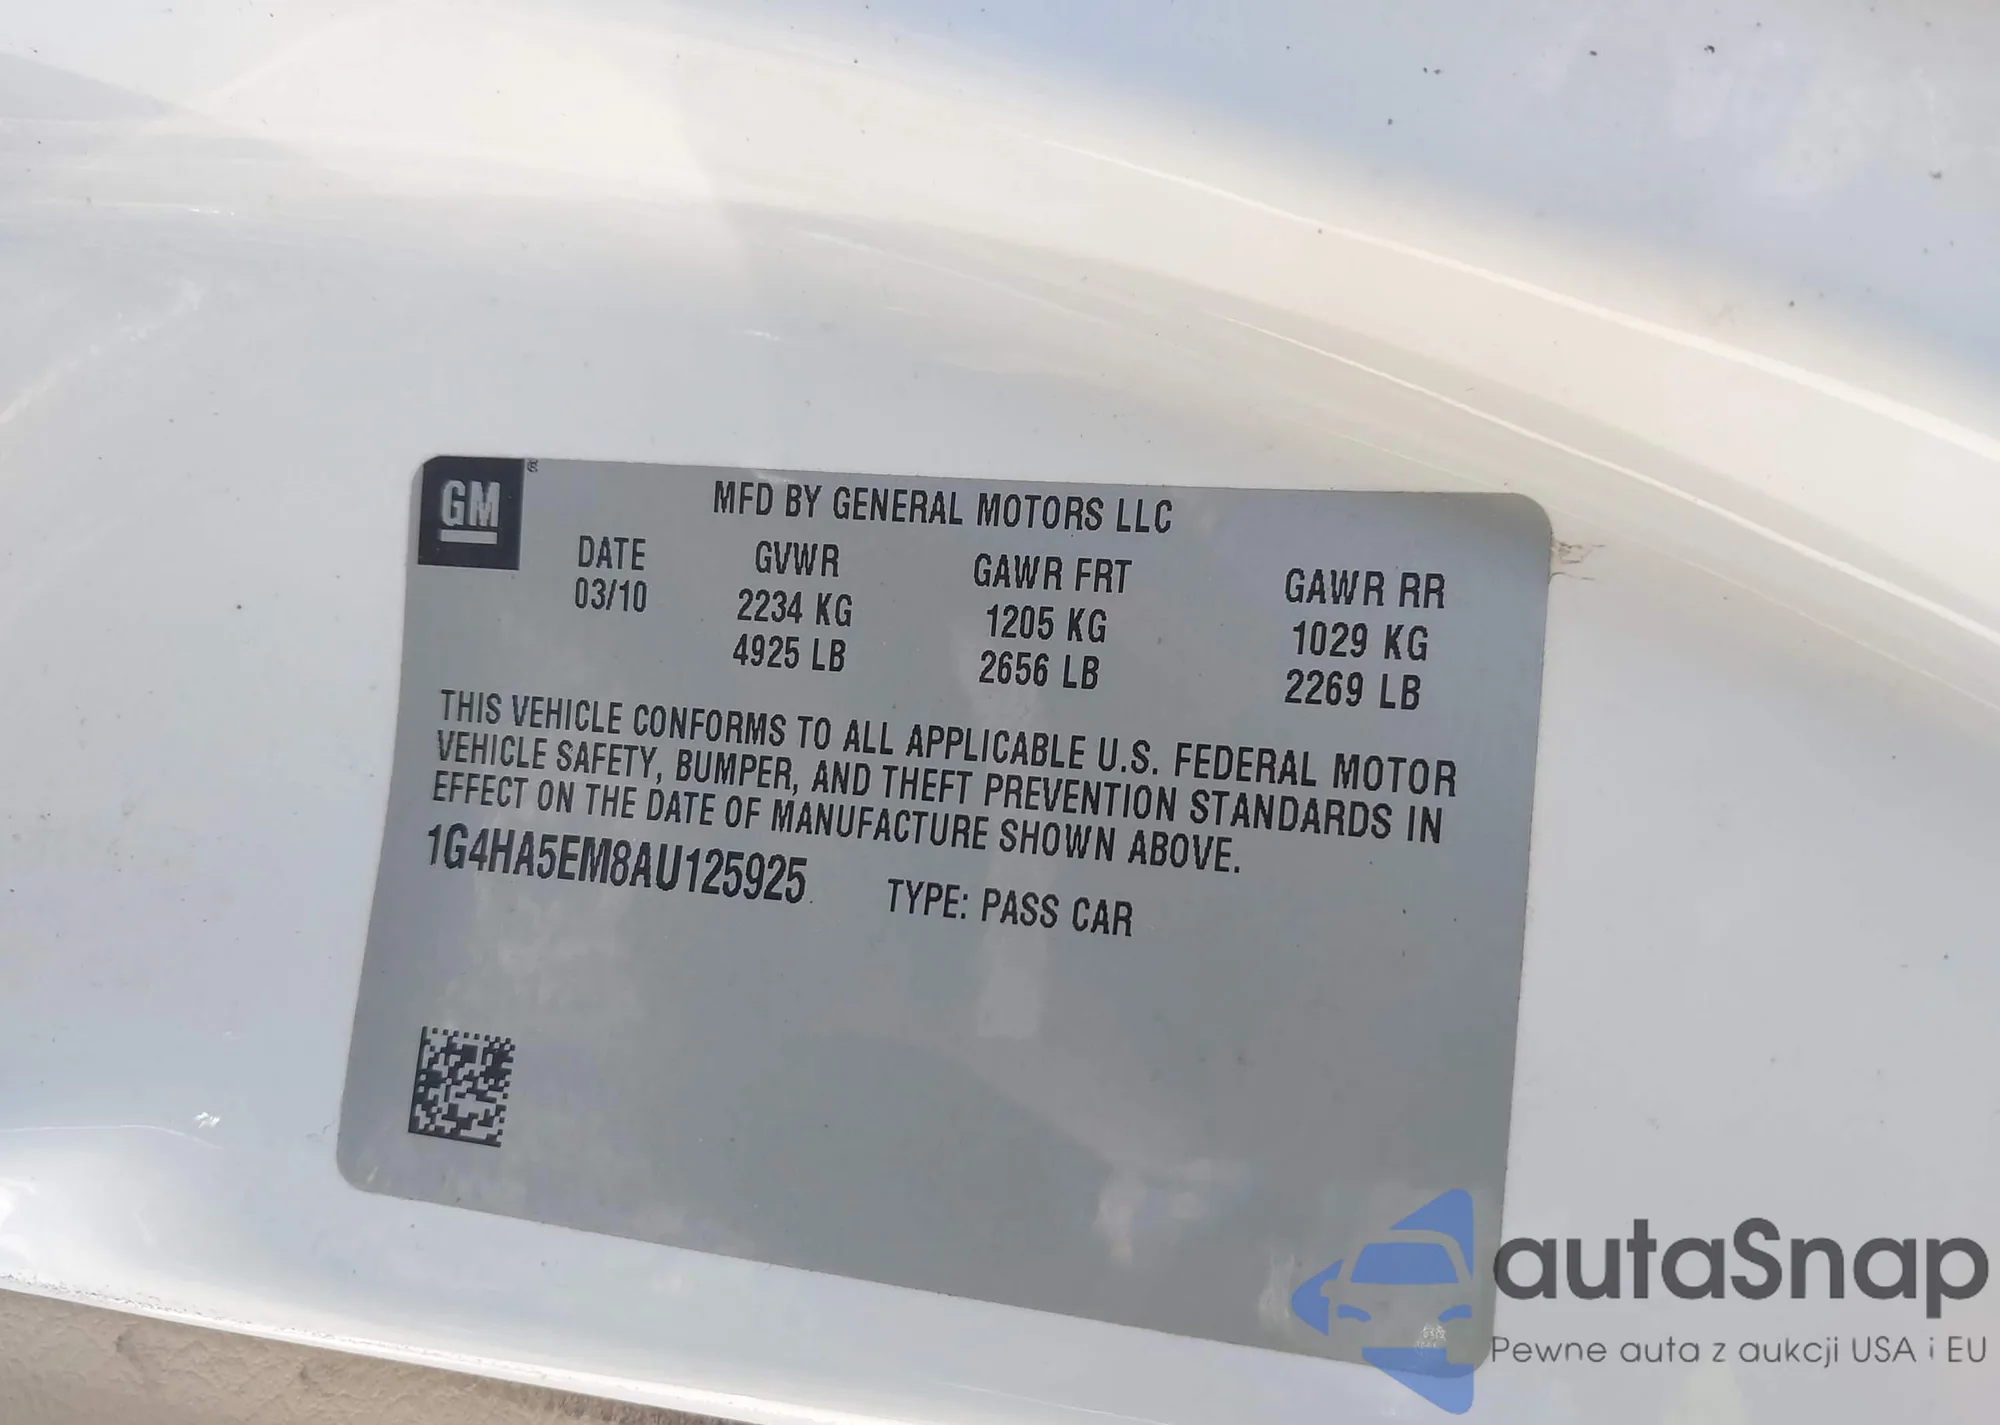 GM ®
MFD BY GENERAL MOTORS LLC
DATE GVWR GAWR FRT GAWR RR
03/10 2234 KG 1205 KG 1029 KG
4925 LB 2656 LB 2269 LB
THIS VEHICLE CONFORMS TO ALL APPLICABLE U.S. FEDERAL MOTOR
VEHICLE SAFETY, BUMPER, AND THEFT PREVENTION STANDARDS IN
EFFECT ON THE DATE OF MANUFACTURE SHOWN ABOVE.
1G4HA5EM8AU125925 TYPE: PASS CAR
autaSnap
Pewne auta z aukcji USA i EU